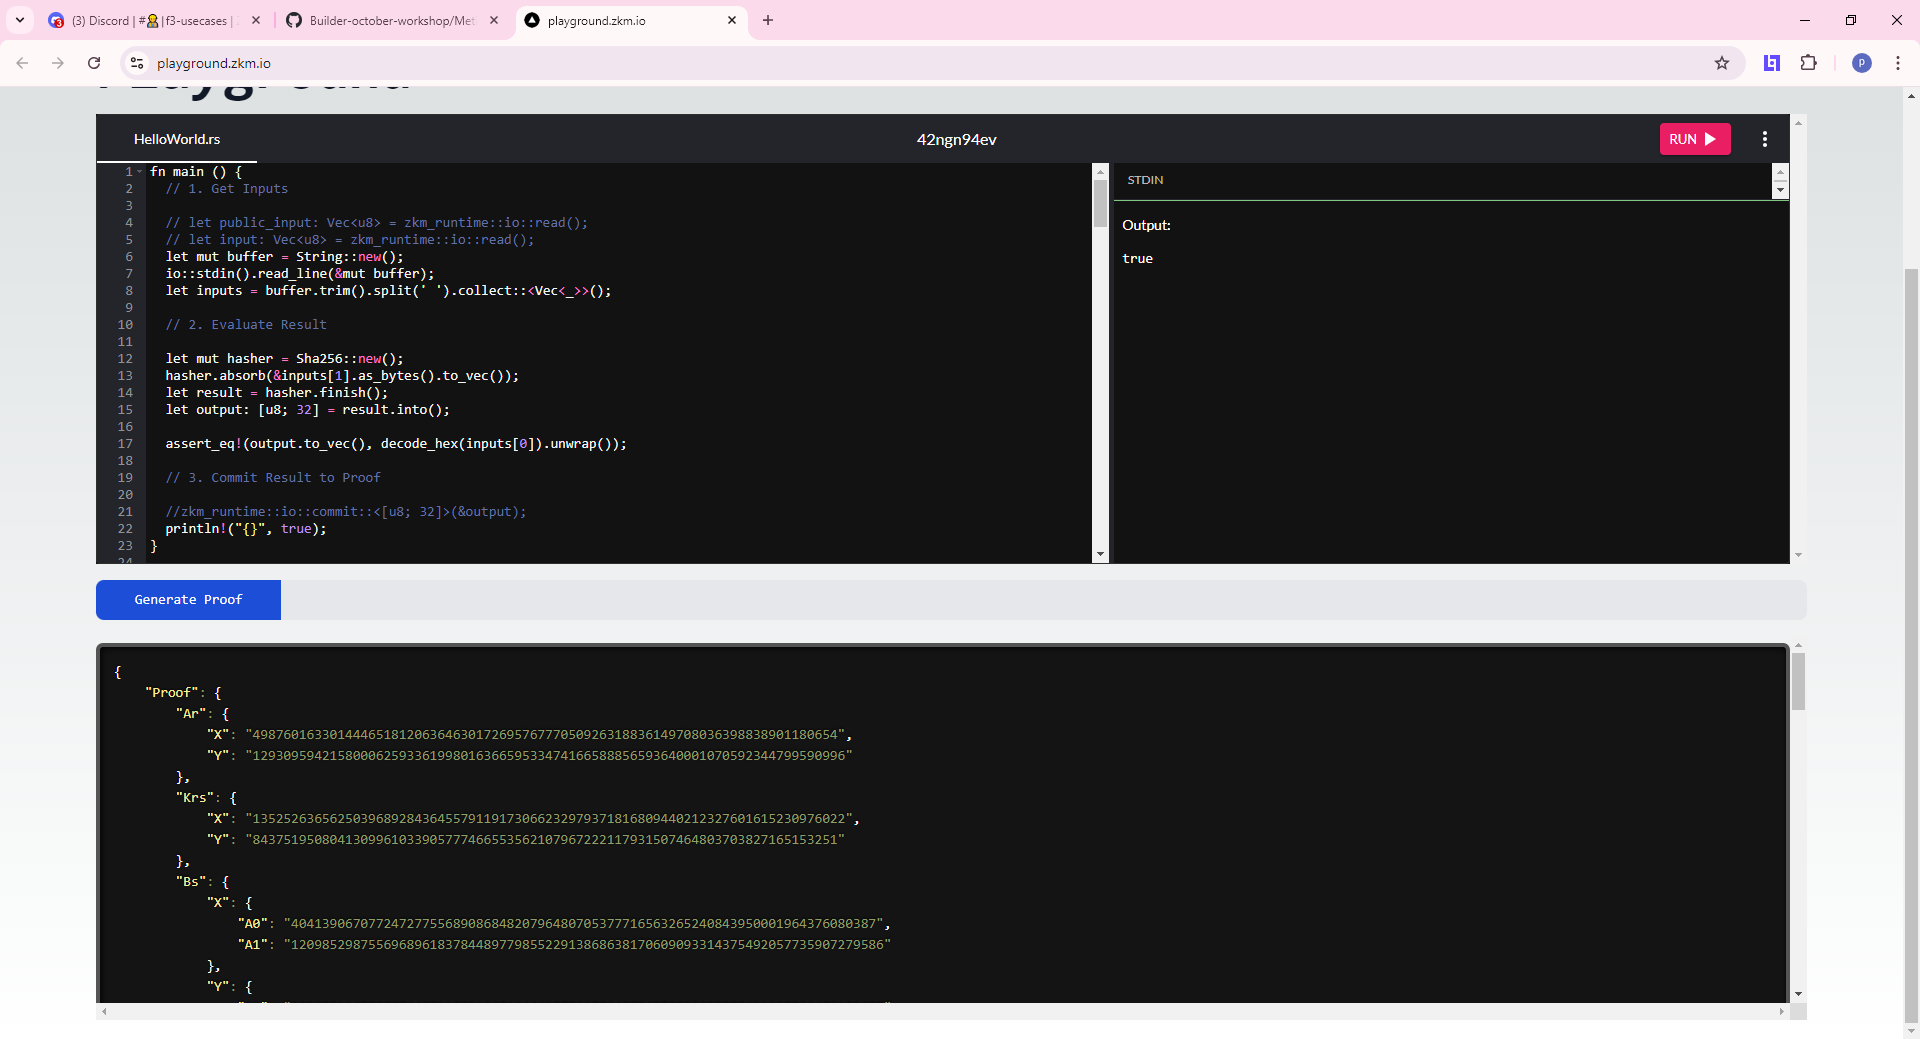 (3) Discord | #🧟|f3-usecases | Z
Builder-october-workshop/Meti
playground.zkm.io
playground.zkm.io
P
Playground
HelloWorld.rs
42ngn94ev
RUN
1 fn main () {
2 // 1. Get Inputs
3
4 // let public_input: Vec<u8> = zkm_runtime::io::read();
5 // let input: Vec<u8> = zkm_runtime::io::read();
6 let mut buffer = String::new();
7 io::stdin().read_line(&mut buffer);
8 let inputs = buffer.trim().split(' ').collect::<Vec<_>>();
9
10 // 2. Evaluate Result
11
12 let mut hasher = Sha256::new();
13 hasher.absorb(&inputs[1].as_bytes().to_vec());
14 let result = hasher.finish();
15 let output: [u8; 32] = result.into();
16
17 assert_eq!(output.to_vec(), decode_hex(inputs[0]).unwrap());
18
19 // 3. Commit Result to Proof
20
21 //zkm_runtime::io::commit::<[u8; 32]>(&output);
22 println!("{}", true);
23 }
24
STDIN
Output:
true
Generate Proof
{
"Proof": {
"Ar": {
"X": "4987601633014446518120636463017269576777050926318836149708036398838901180654",
"Y": "12930959421580006259336199801636659533474166588856593640001070592344799590996"
},
"Krs": {
"X": "13525263656250396892843645579119173066232979371816809440212327601615230976022",
"Y": "8437519508041309961033905777466553562107967222117931507464803703827165153251"
},
"Bs": {
"X": {
"A0": "4041390670772472775568908684820796480705377716563265240843950001964376080387",
"A1": "12098529875569689618378448977985522913868638170609093314375492057735907279586"
},
"Y": {